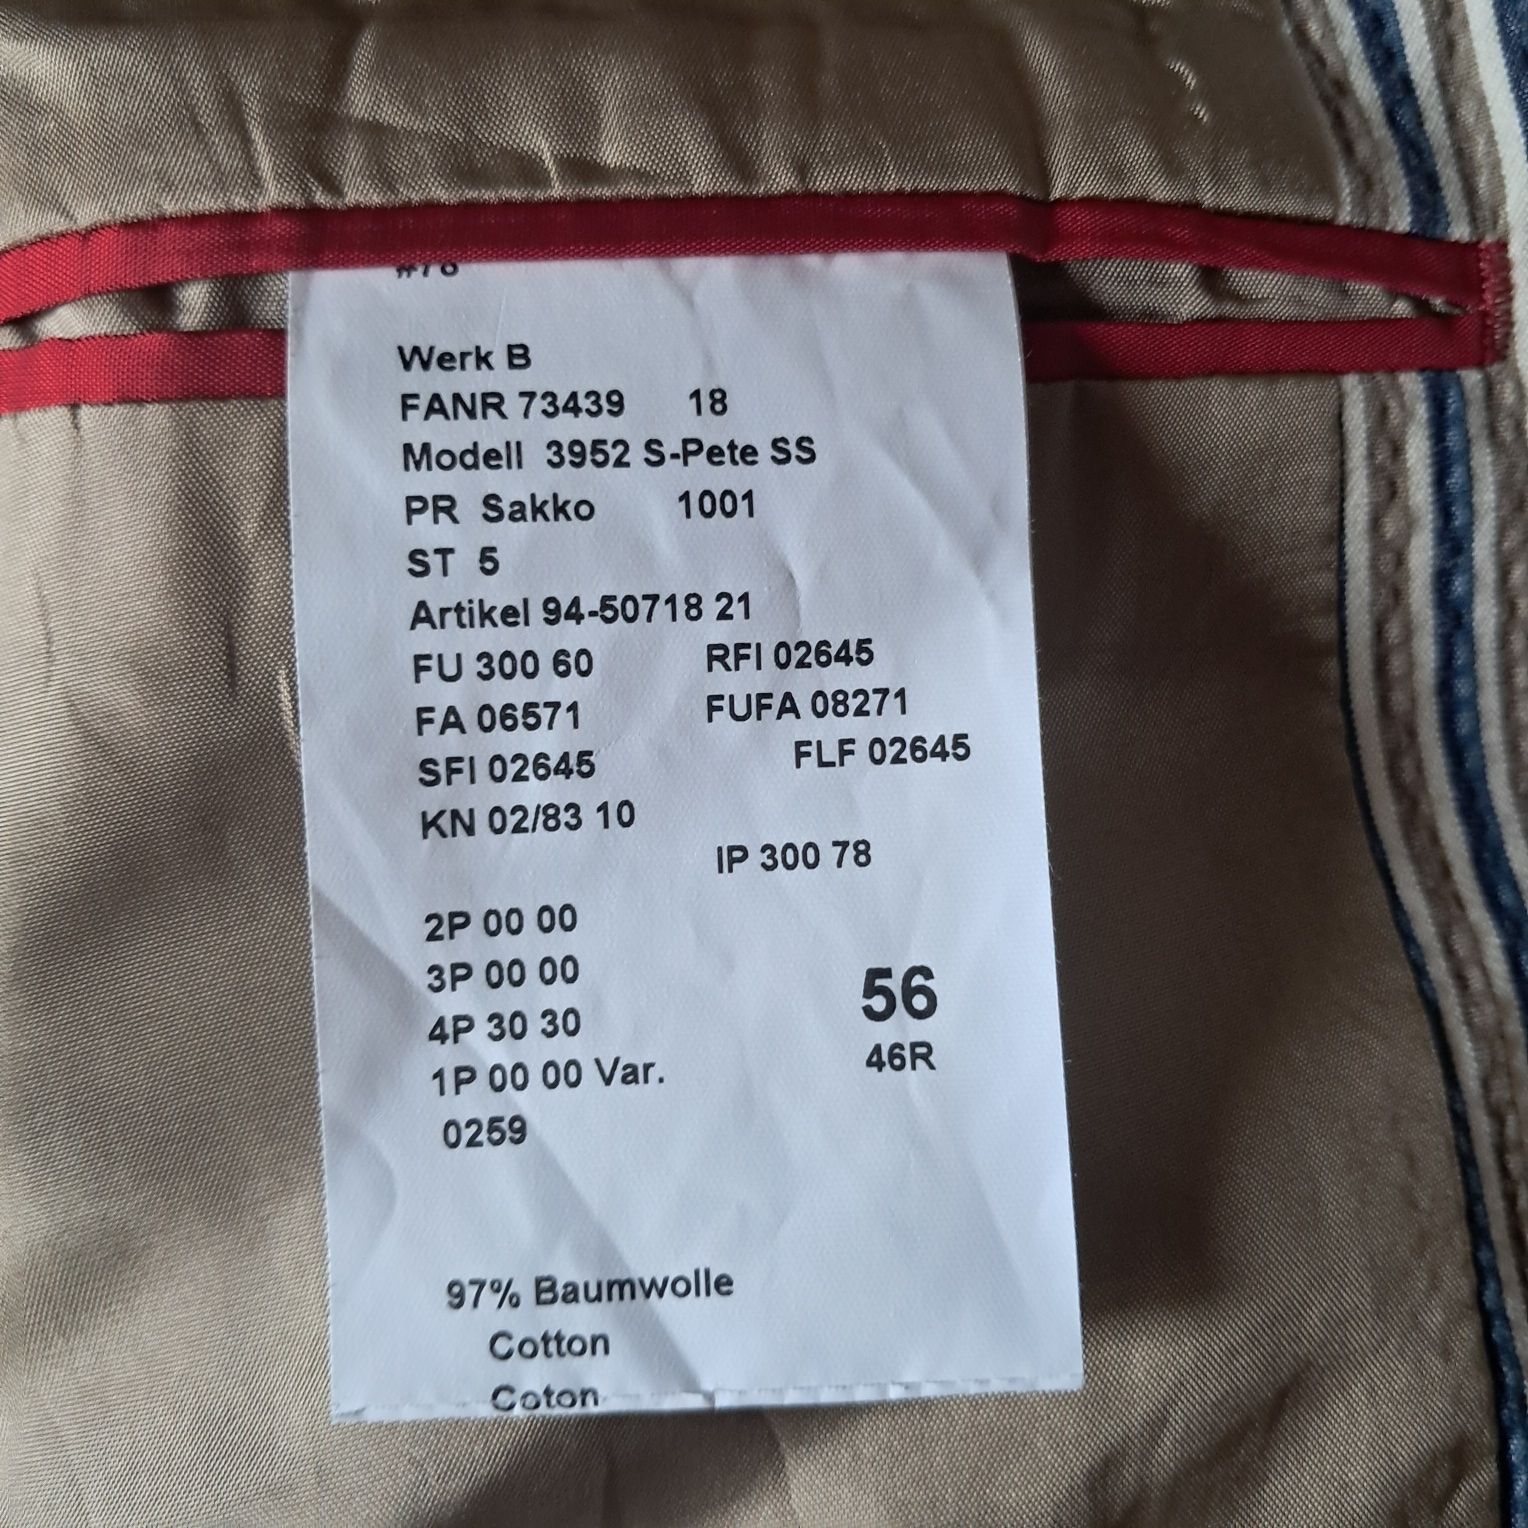 #78
Werk B
FANR 73439 18
Modell 3952 S-Pete SS
PR Sakko 1001
ST 5
Artikel 94-50718 21
FU 300 60 RFI 02645
FA 06571 FUFA 08271
SFI 02645 FLF 02645
KN 02/83 10
IP 300 78
2P 00 00
3P 00 00
4P 30 30
1P 00 00 Var.
0259
56
46R
97% Baumwolle
Cotton
Coton